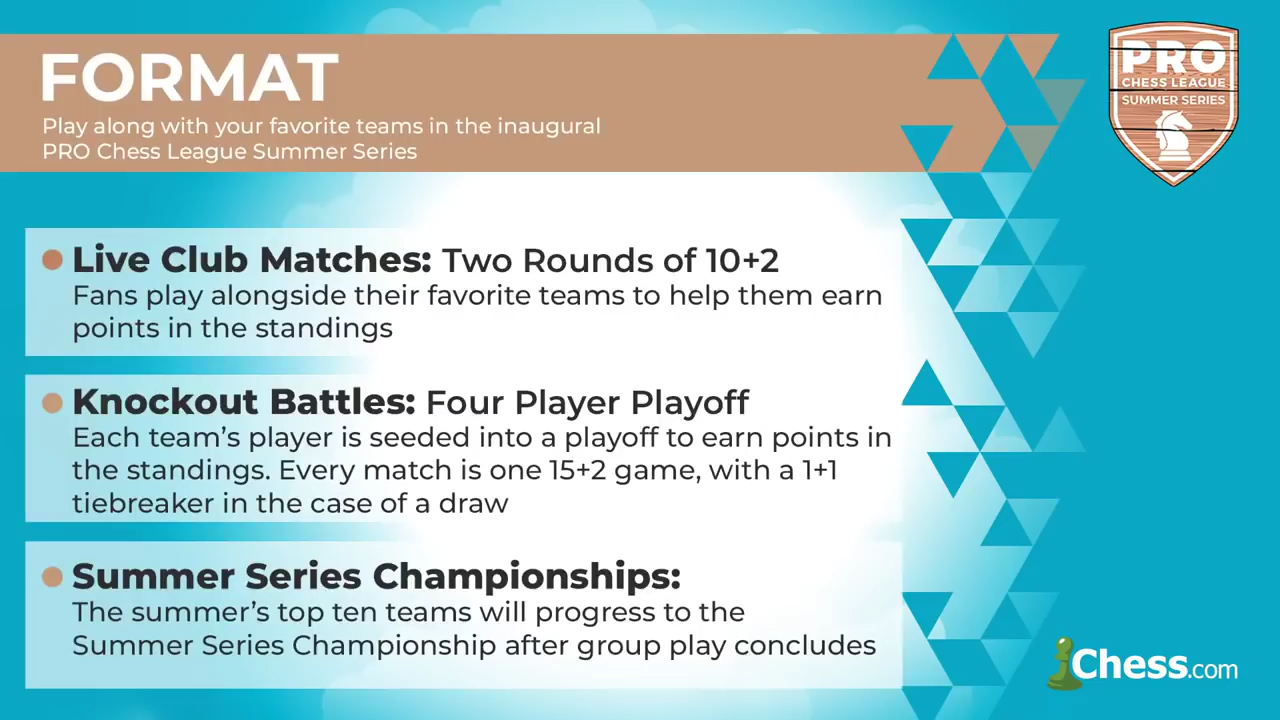 FORMAT
Play along with your favorite teams in the inaugural
PRO Chess League Summer Series
PRO
CHESS LEAGUE
SUMMER SERIES
Live Club Matches: Two Rounds of 10+2
Fans play alongside their favorite teams to help them earn
points in the standings
Knockout Battles: Four Player Playoff
Each team's player is seeded into a playoff to earn points in
the standings. Every match is one 15+2 game, with a 1+1
tiebreaker in the case of a draw
Summer Series Championships:
The summer's top ten teams will progress to the
Summer Series Championship after group play concludes
Chess.com